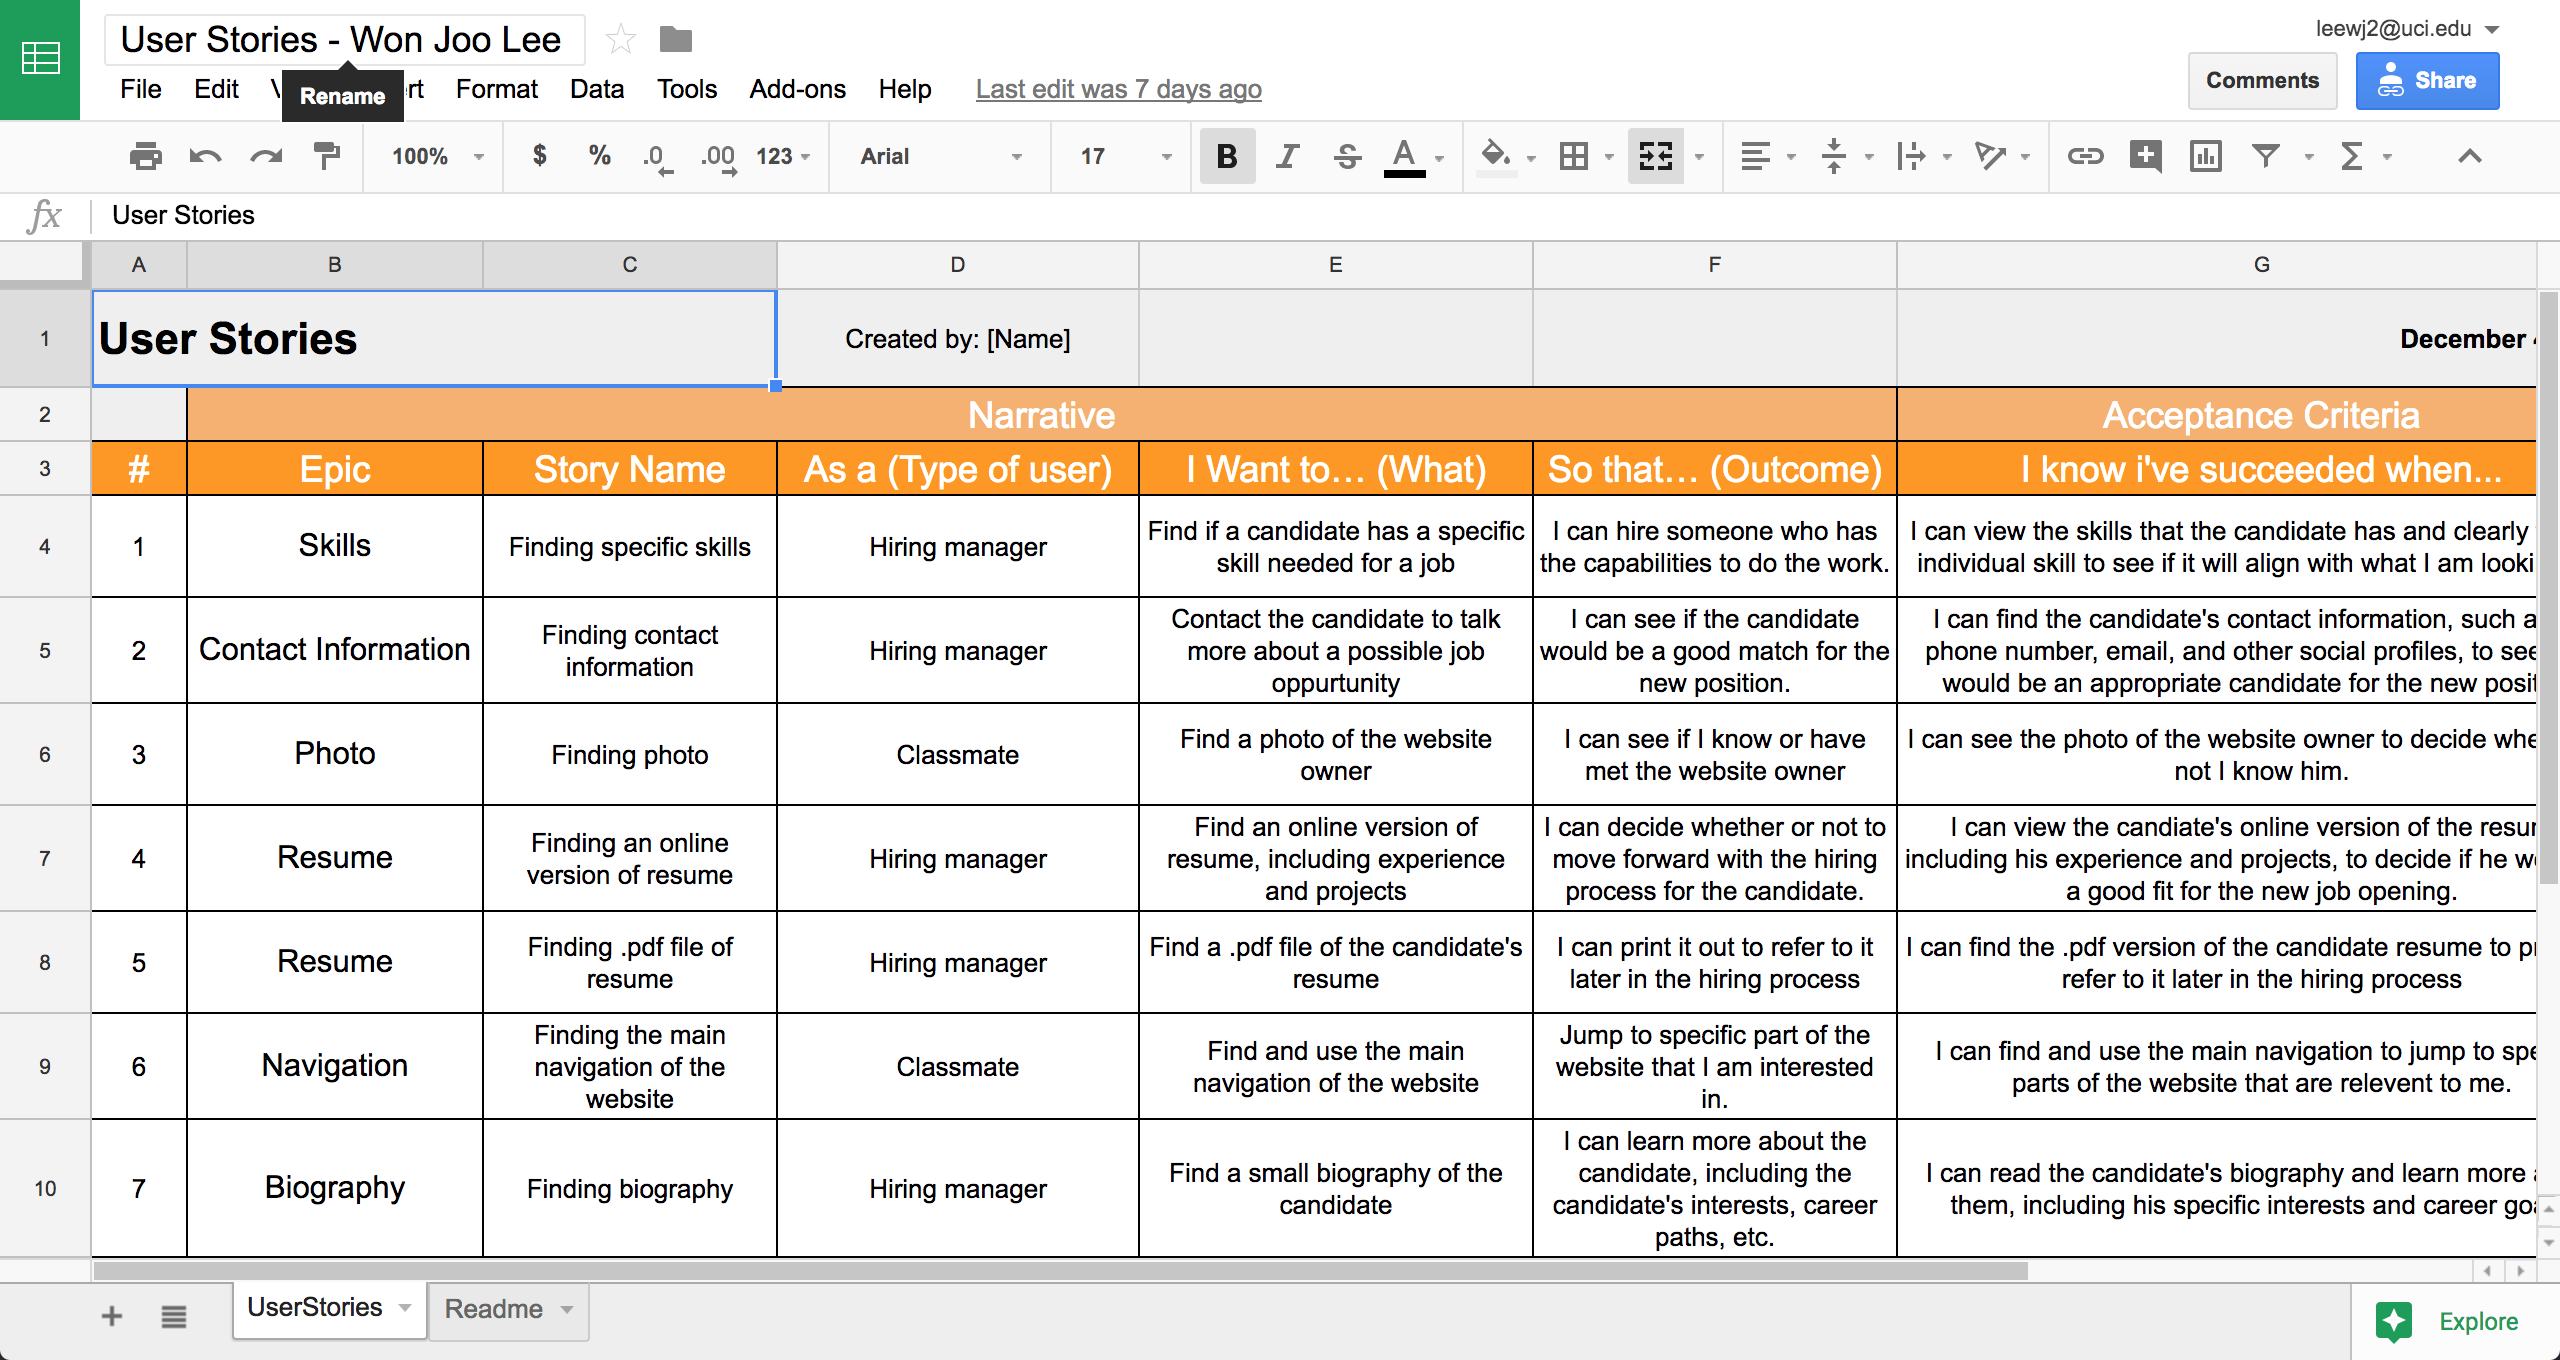 User Stories - Won Joo Lee
leewj2@uci.edu
File Edit Format Data Tools Add-ons Help Last edit was 7 days ago
Rename
Comments
Share
100% $ % .0 .00 123 Arial 17 B I S A
fx User Stories
A B C D E F G
1 User Stories Created by: [Name] December
2 Narrative Acceptance Criteria
3 # Epic Story Name As a (Type of user) I Want to... (What) So that... (Outcome) I know i've succeeded when...
4 1 Skills Finding specific skills Hiring manager
Find if a candidate has a specific
skill needed for a job
I can hire someone who has
the capabilities to do the work.
I can view the skills that the candidate has and clearly
individual skill to see if it will align with what I am looki
5 2 Contact Information
Finding contact
information
Hiring manager
Contact the candidate to talk
more about a possible job
oppurtunity
I can see if the candidate
would be a good match for the
new position.
I can find the candidate's contact information, such a
phone number, email, and other social profiles, to see
would be an appropriate candidate for the new posit
6 3 Photo Finding photo Classmate
Find a photo of the website
owner
I can see if I know or have
met the website owner
I can see the photo of the website owner to decide whe
not I know him.
7 4 Resume
Finding an online
version of resume
Hiring manager
Find an online version of
resume, including experience
and projects
I can decide whether or not to
move forward with the hiring
process for the candidate.
I can view the candiate's online version of the resu
including his experience and projects, to decide if he w
a good fit for the new job opening.
8 5 Resume
Finding .pdf file of
resume
Hiring manager
Find a .pdf file of the candidate's
resume
I can print it out to refer to it
later in the hiring process
I can find the .pdf version of the candidate resume to p
refer to it later in the hiring process
9 6 Navigation
Finding the main
navigation of the
website
Classmate
Find and use the main
navigation of the website
Jump to specific part of the
website that I am interested
in.
I can find and use the main navigation to jump to spe
parts of the website that are relevent to me.
10 7 Biography Finding biography Hiring manager
Find a small biography of the
candidate
I can learn more about the
candidate, including the
candidate's interests, career
paths, etc.
I can read the candidate's biography and learn more
them, including his specific interests and career go
UserStories Readme
Explore